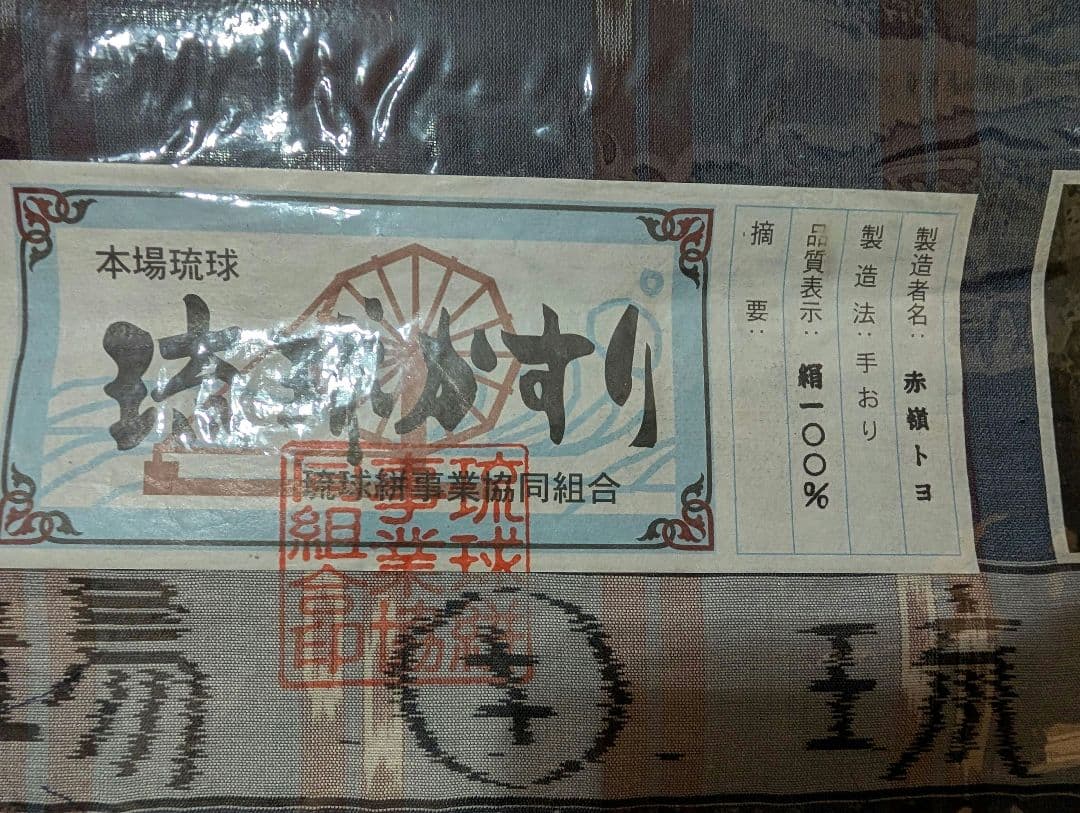 本場琉球
琉球かすり
琉球絣事業協同組合
製造者名：赤嶺トヨ
製造法：手おり
品質表示：絹一〇〇％
摘要：
琉球絣
事業協
同組合印
場
琉